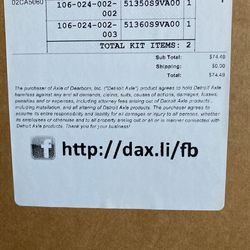 02CA5060 106-024-002- 51350S9VA00 1
002
106-024-002- 51360S9VA00 1
003
TOTAL KIT ITEMS: 2
Sub Total: $74.49
Shipping: $0.00
Total: $74.49
The purchaser of Axle of Dearborn, Inc. ("Detroit Axle") product agrees to hold Detroit Axle
harmless against any and all demands, claims, suits, causes of actions, damages, losses,
penalties and or expenses, including attorney fees arising out of Detroit Axle products
including installation, and all altering of Detroit Axle products. The purchaser agrees to
assume its entire responsibility and liability for all damages or injury to all persons, whether
its employees or otherwise and to all property arising out of or in manner connected with
Detroit Axle products. Thank you for your business!
f http://dax.li/fb